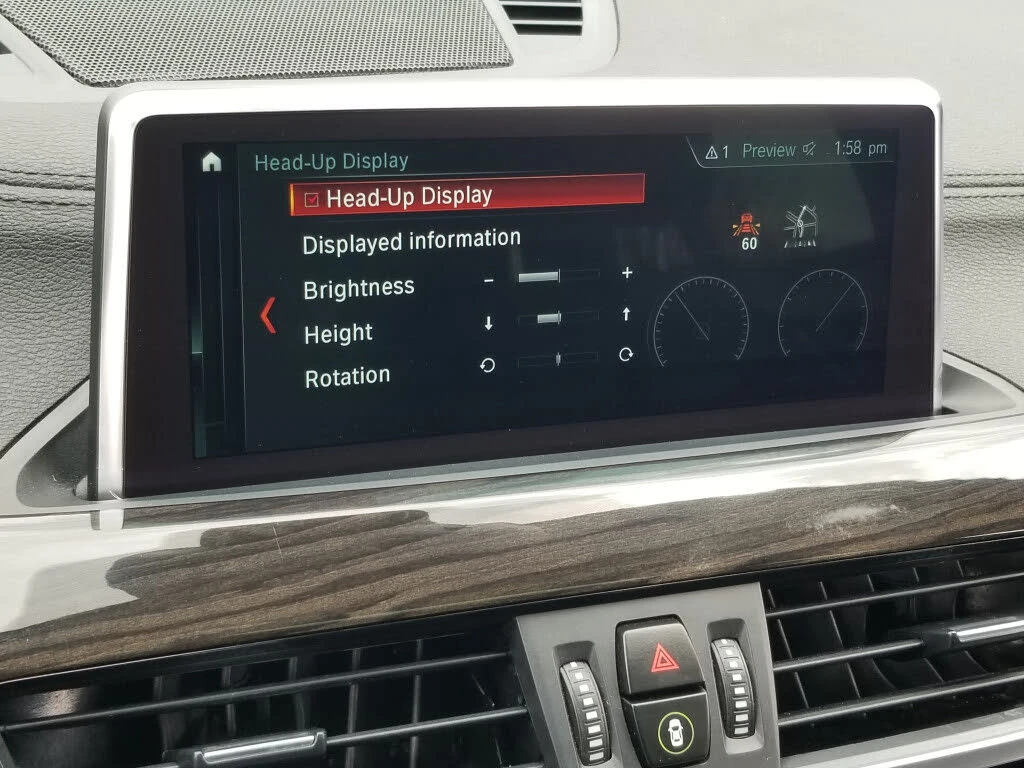 Head-Up Display
1 Preview 1:58 pm
Head-Up Display
Displayed information
60
Brightness - +
Height
Rotation